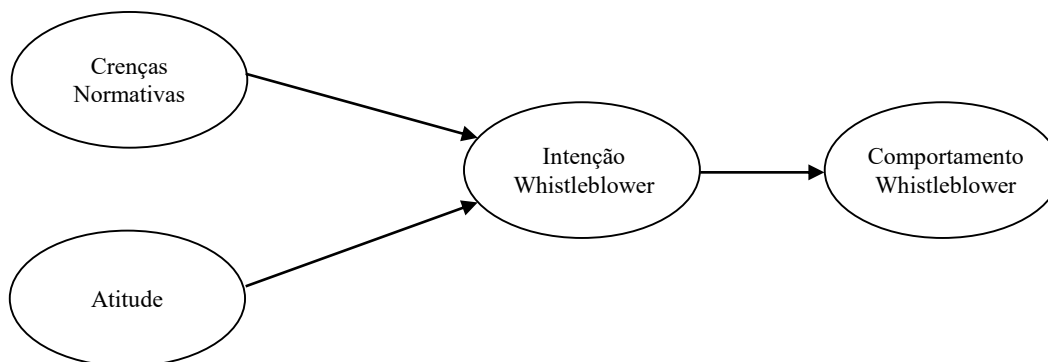 Crenças
Normativas
Intenção
Whistleblower
Comportamento
Whistleblower
Atitude